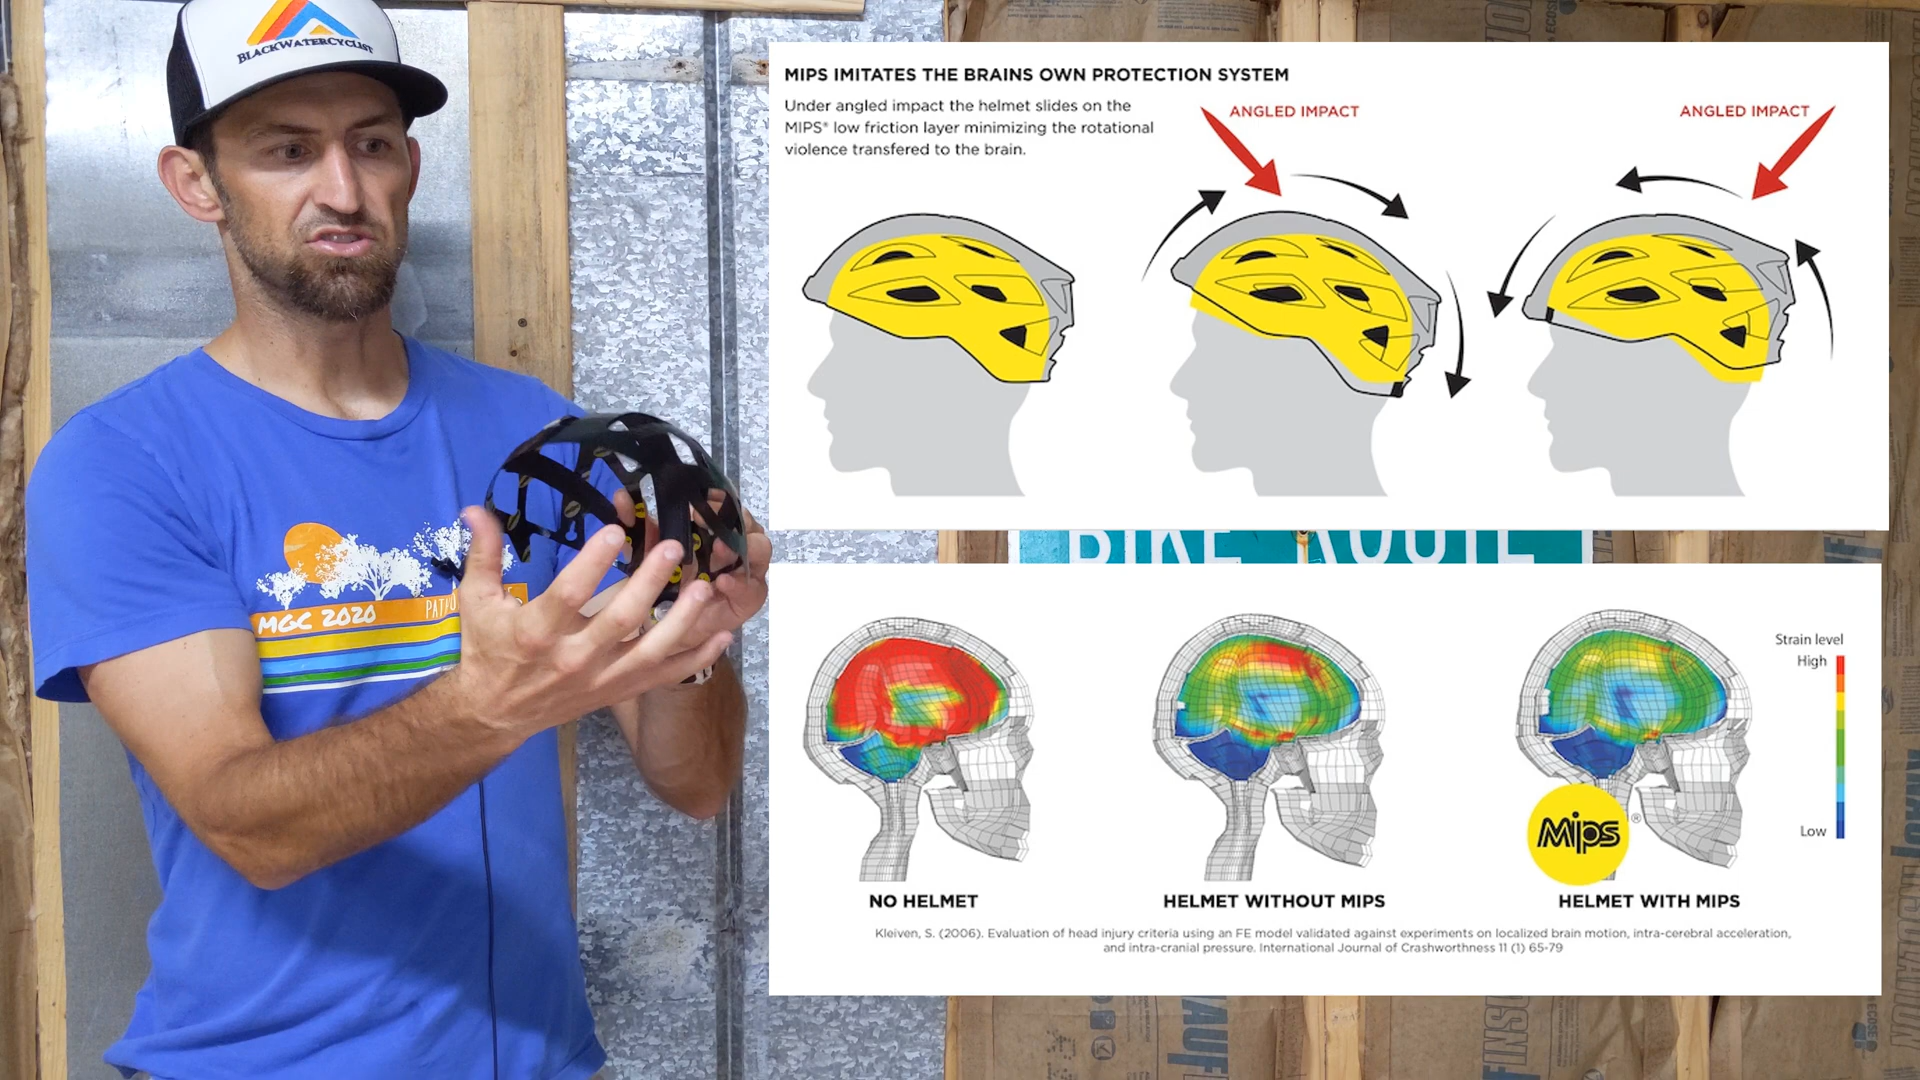 BLACKWATERCYCLIST
MGC 2020
MIPS IMITATES THE BRAINS OWN PROTECTION SYSTEM
Under angled impact the helmet slides on the
MIPS® low friction layer minimizing the rotational
violence transfered to the brain.
ANGLED IMPACT
ANGLED IMPACT
BIKE ROUTE
Strain level
High
Low
Mips
®
NO HELMET
HELMET WITHOUT MIPS
HELMET WITH MIPS
Kleiven, S. (2006). Evaluation of head injury criteria using an FE model validated against experiments on localized brain motion, intra-cerebral acceleration,
and intra-cranial pressure. International Journal of Crashworthness 11 (1) 65-79